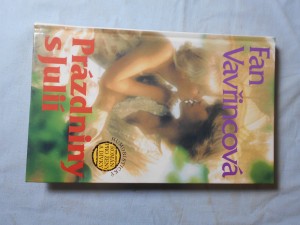 Fan
Vavřincová
Prázdniny
s Julií